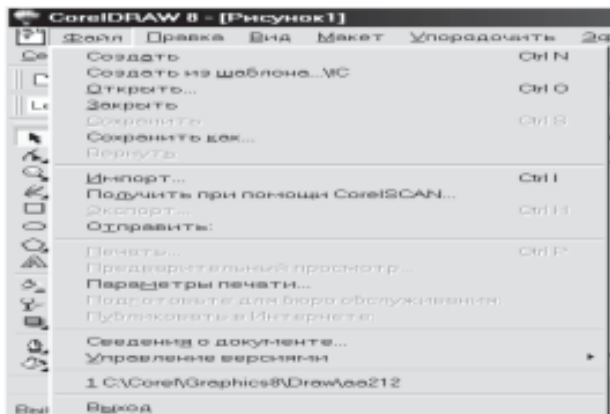 CorelDRAW 8 - [Рисунок1]
Файл Правка Вид Макет Упорядочить
Создать Ctrl N
Создать из шаблона...\\C
Открыть... Ctrl O
Закрыть
Сохранить Ctrl S
Сохранить как...
Вернуть
Импорт... Ctrl I
Получить при помощи CorelSCAN...
Экспорт... Ctrl H
Отправить:
Печать... Ctrl P
Предварительный просмотр...
Параметры печати...
Подготовьте для бюро обслуживания.
Публиковать в Интернете:
Сведения о документе...
Управление версиями
1 C:\Corel\Graphics8\Draw\aa212
Выход